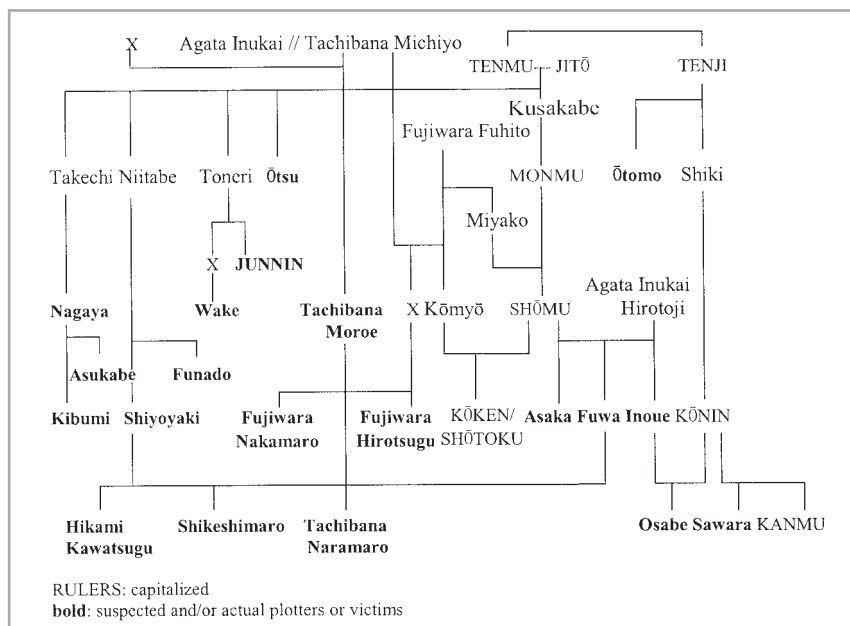 X Agata Inukai // Tachibana Michiyo
TENMU JITŌ TENJI
Kusakabe
Fujiwara Fuhito
Takechi Niitabe Toneri Ōtsu MONMU Ōtomo Shiki
Miyako
X JUNNIN
Agata Inukai
Hirotoji
Nagaya Wake Tachibana
Moroe X Kōmyō SHŌMU
Asukabe Funado
Kibumi Shiyoyaki Fujiwara
Nakamaro Fujiwara
Hirotsugu KŌKEN/
SHŌTOKU Asaka Fuwa Inoue KŌNIN
Hikami
Kawatsugu Shikeshimaro Tachibana
Naramaro Osabe Sawara KANMU
RULERS: capitalized
bold: suspected and/or actual plotters or victims